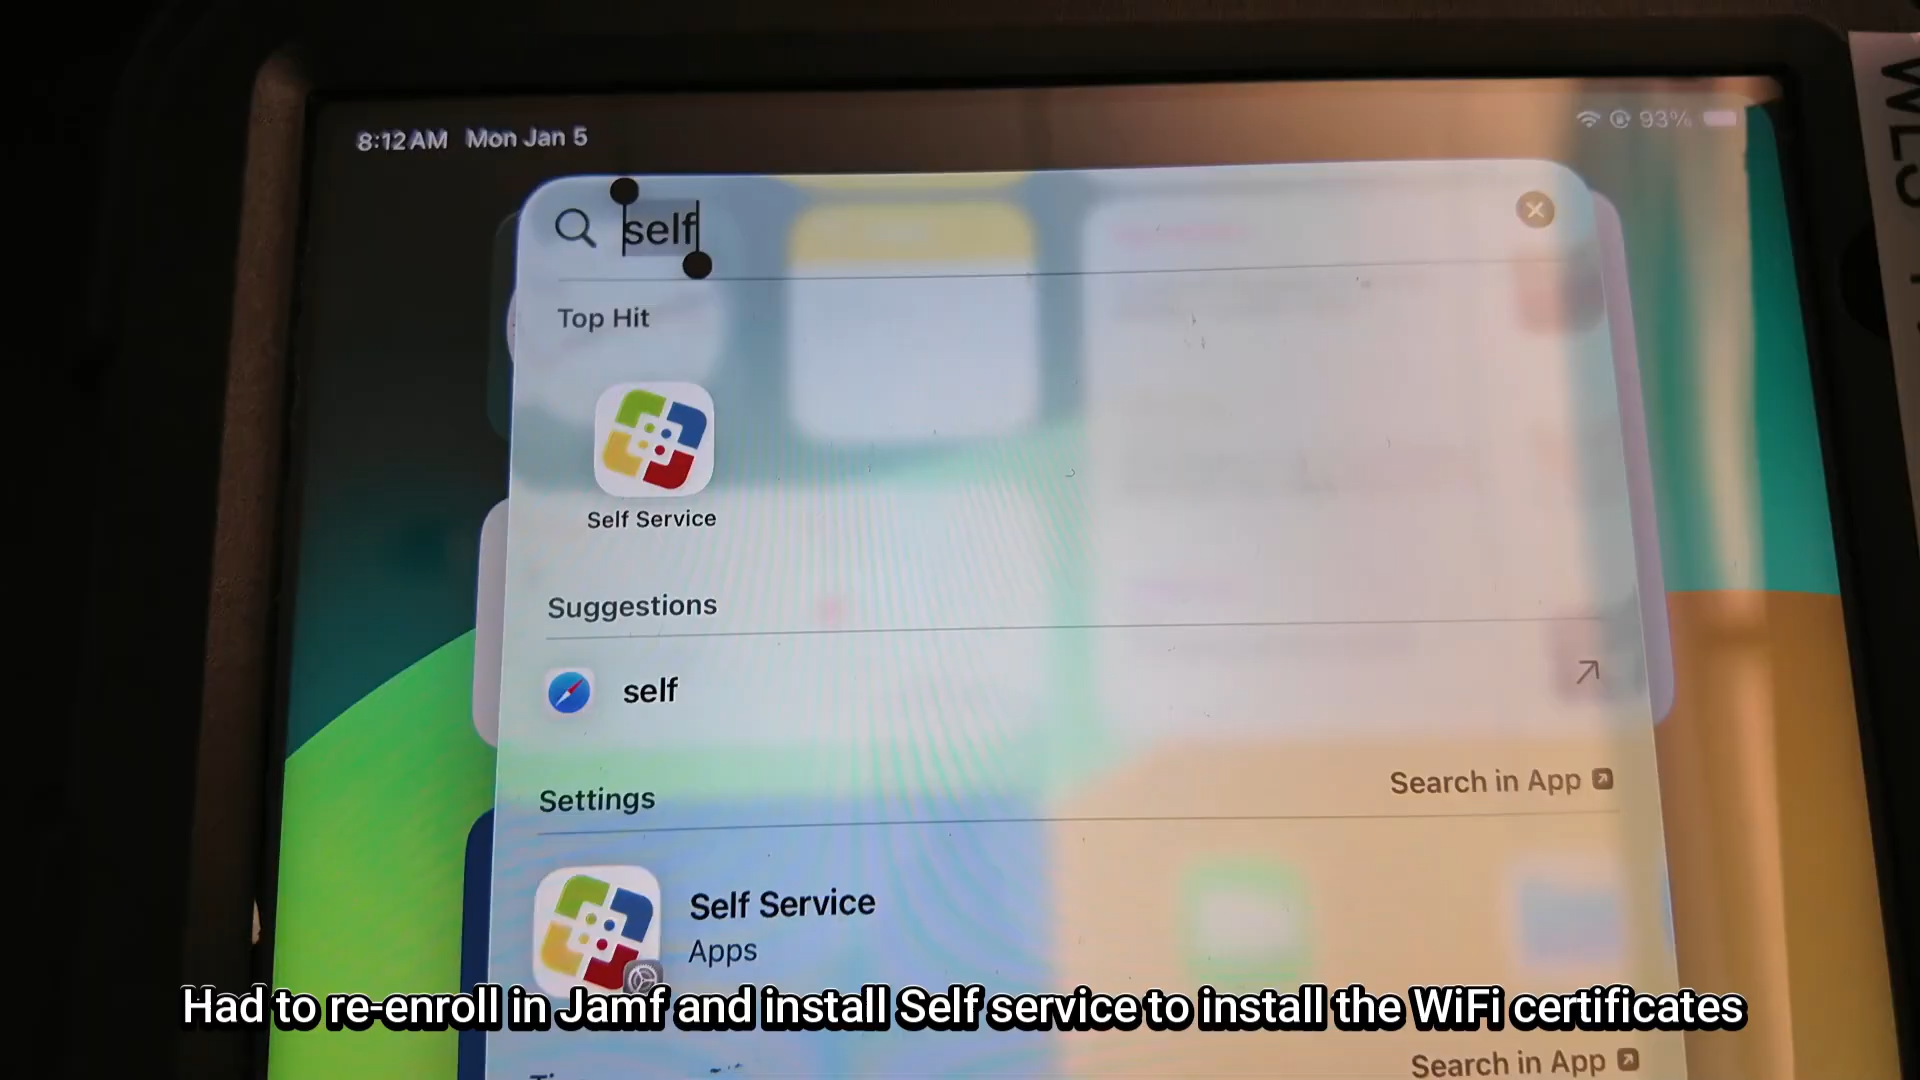 8:12 AM Mon Jan 5
93%
self
Top Hit
Self Service
Suggestions
self
Settings
Search in App
Self Service
Apps
Had to re-enroll in Jamf and install Self service to install the WiFi certificates
Search in App